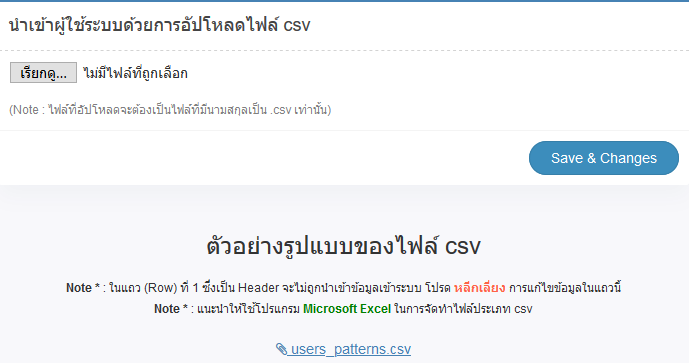 นำเข้าผู้ใช้ระบบด้วยการอัปโหลดไฟล์ csv
เรียกดู... ไม่มีไฟล์ที่ถูกเลือก
(Note : ไฟล์ที่อัปโหลดจะต้องเป็นไฟล์ที่มีนามสกุลเป็น .csv เท่านั้น)
Save & Changes
ตัวอย่างรูปแบบของไฟล์ csv
Note * : ในแถว (Row) ที่ 1 ซึ่งเป็น Header จะไม่ถูกนำเข้าข้อมูลเข้าระบบ โปรด หลีกเลี่ยง การแก้ไขข้อมูลในแถวนี้
Note * : แนะนำให้ใช้โปรแกรม Microsoft Excel ในการจัดทำไฟล์ประเภท csv
users_patterns.csv